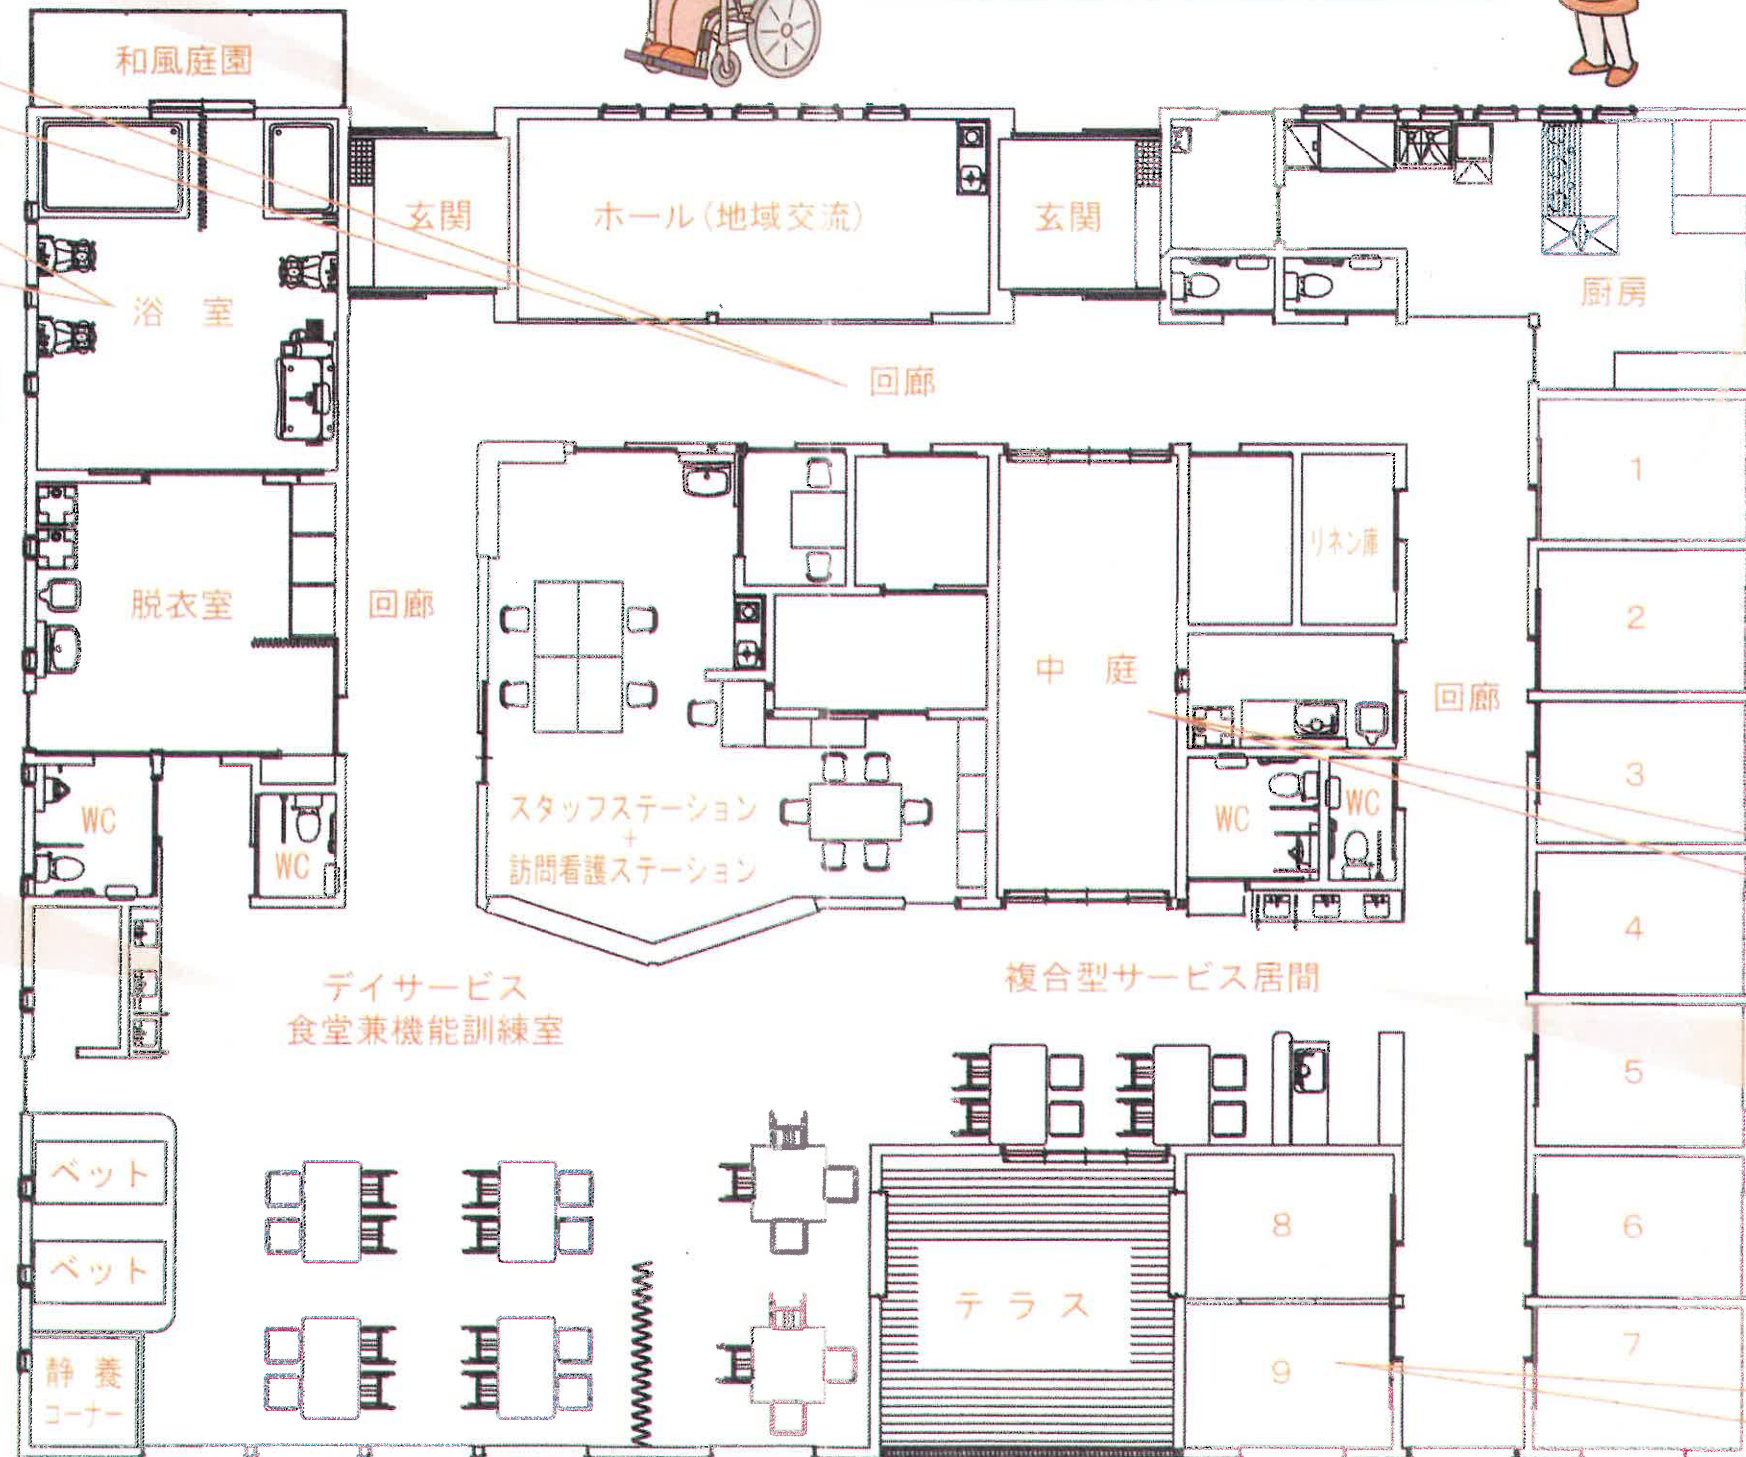 和風庭園
玄関
ホール(地域交流)
玄関
浴 室
厨房
回廊
1
リネン庫
脱衣室
回廊
2
中 庭
回廊
3
WC
WC
スタッフステーション
+
訪問看護ステーション
WC
WC
4
デイサービス
食堂兼機能訓練室
複合型サービス居間
5
ベット
ベット
8
6
テラス
静 養
コーナー
9
7